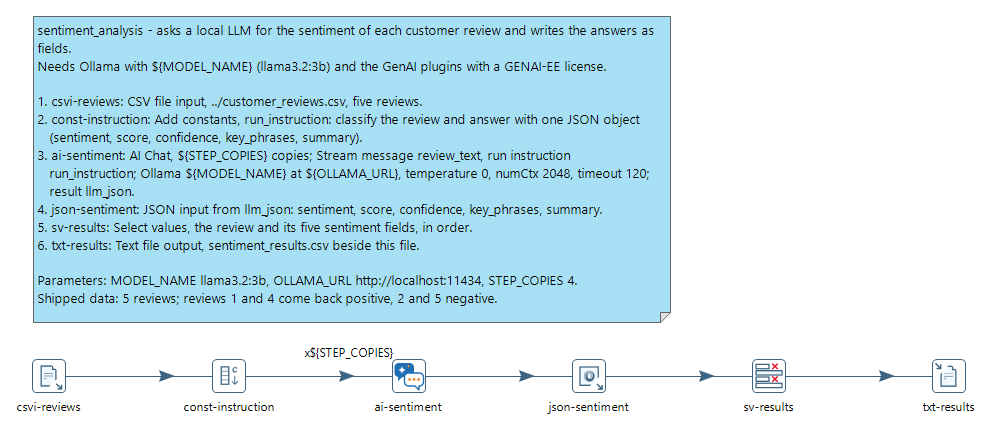 sentiment_analysis - asks a local LLM for the sentiment of each customer review and writes the answers as
fields.
Needs Ollama with ${MODEL_NAME} (llama3.2:3b) and the GenAI plugins with a GENAI-EE license.
1. csvi-reviews: CSV file input, ../customer_reviews.csv, five reviews.
2. const-instruction: Add constants, run_instruction: classify the review and answer with one JSON object
(sentiment, score, confidence, key_phrases, summary).
3. ai-sentiment: AI Chat, ${STEP_COPIES} copies; Stream message review_text, run instruction
run_instruction; Ollama ${MODEL_NAME} at ${OLLAMA_URL}, temperature 0, numCtx 2048, timeout 120;
result llm_json.
4. json-sentiment: JSON input from llm_json: sentiment, score, confidence, key_phrases, summary.
5. sv-results: Select values, the review and its five sentiment fields, in order.
6. txt-results: Text file output, sentiment_results.csv beside this file.
Parameters: MODEL_NAME llama3.2:3b, OLLAMA_URL http://localhost:11434, STEP_COPIES 4.
Shipped data: 5 reviews; reviews 1 and 4 come back positive, 2 and 5 negative.
x${STEP_COPIES}
csvi-reviews
const-instruction
ai-sentiment
json-sentiment
sv-results
txt-results